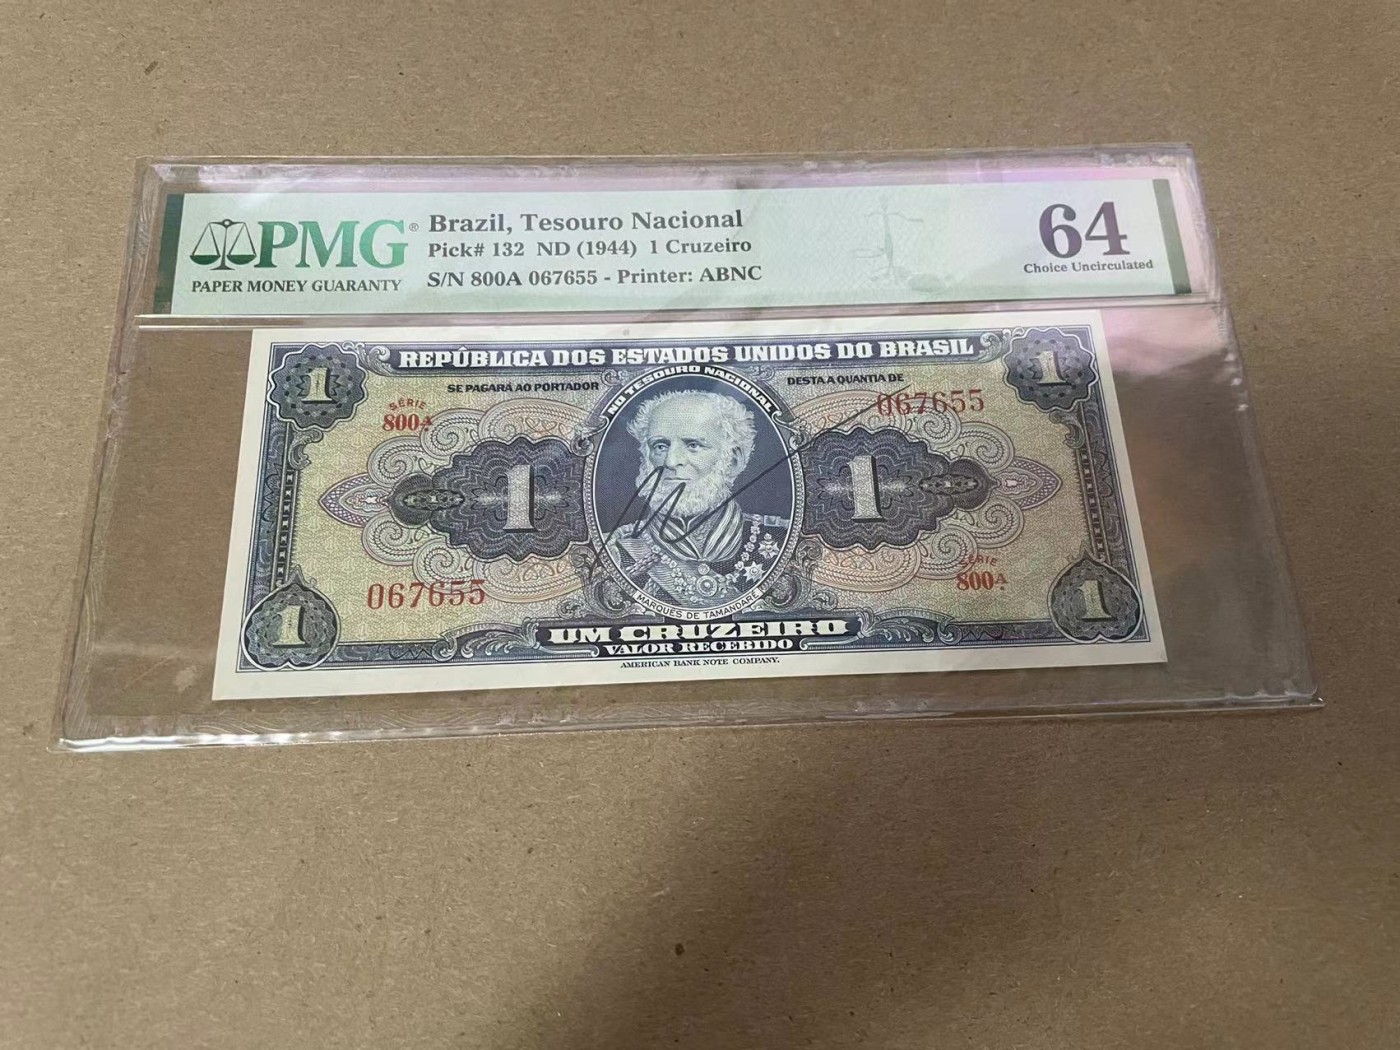 PMG®
PAPER MONEY GUARANTY
Brazil, Tesouro Nacional
Pick# 132 ND (1944) 1 Cruzeiro
S/N 800A 067655 - Printer: ABNC
64
Choice Uncirculated
1
REPÚBLICA DOS ESTADOS UNIDOS DO BRASIL
1
SE PAGARÁ AO PORTADOR
NO TESOURO NACIONAL
DESTA A QUANTIA DE
SÉRIE
800A
067655
1
1
067655
SÉRIE
800A
MARQUÊS DE TAMANDARÉ
1
UM CRUZEIRO
1
VALOR RECEBIDO
AMERICAN BANK NOTE COMPANY.